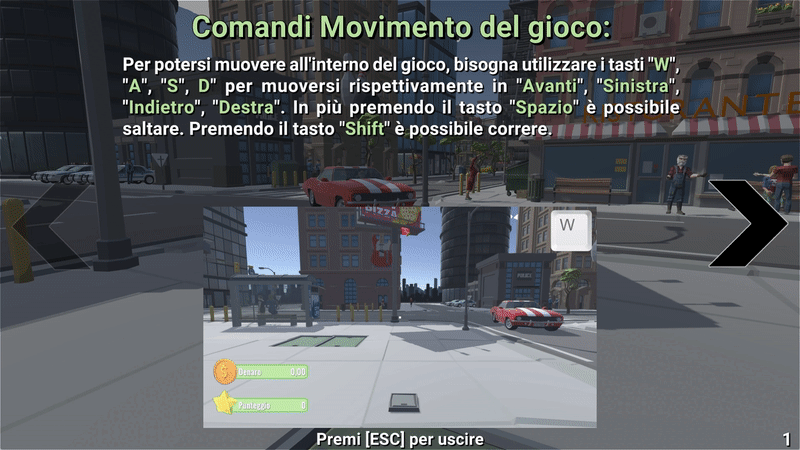 Comandi Movimento del gioco:
Per potersi muovere all'interno del gioco, bisogna utilizzare i tasti "W",
"A", "S", D" per muoversi rispettivamente in "Avanti", "Sinistra",
"Indietro", "Destra". In più premendo il tasto "Spazio" è possibile
saltare. Premendo il tasto "Shift" è possibile correre.
PIZZA
W
POLICE
Denaro 0,00
Punteggio 0
Premi [ESC] per uscire
1